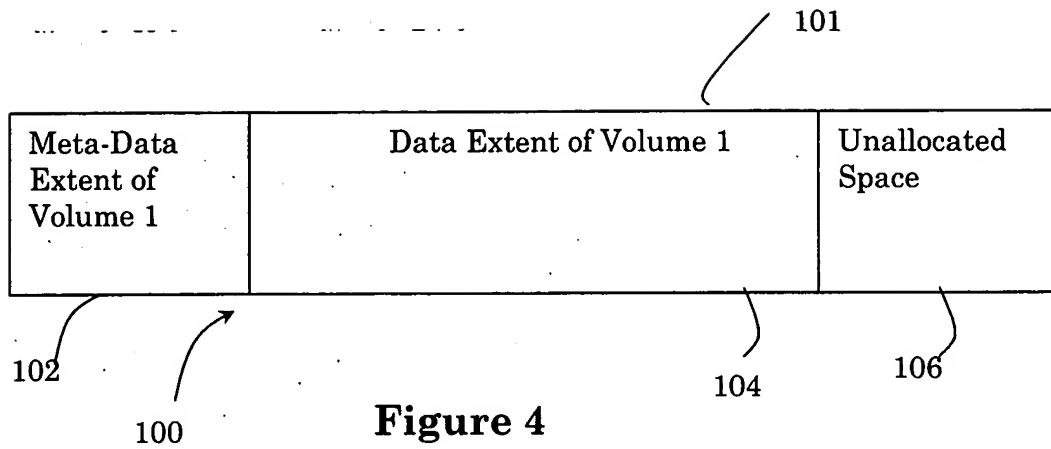 101
Meta-Data
Extent of
Volume 1
Data Extent of Volume 1
Unallocated
Space
102
100
104
106
Figure 4